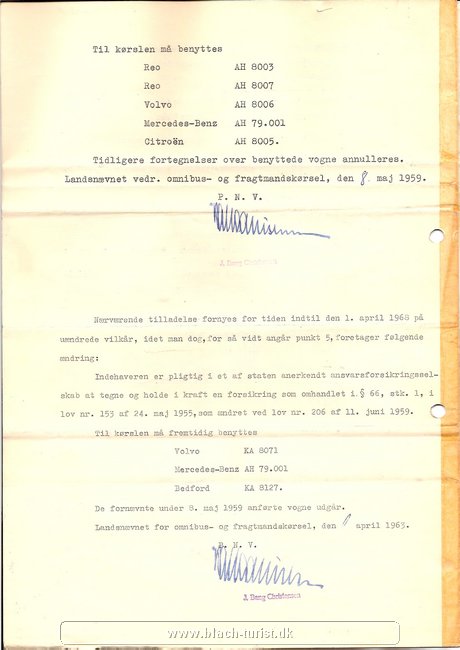 Til kørslen må benyttes
Reo AH 8003
Reo AH 8007
Volvo AH 8006
Mercedes-Benz AH 79.001
Citroën AH 8005.
Tidligere fortegnelser over benyttede vogne annulleres.
Landsnævnet vedr. omnibus- og fragtmandskørsel, den 8. maj 1959.
P. N. V.
J. Bang Christensen
Nærværende tilladelse fornyes for tiden indtil den 1. april 1968 på
uændrede vilkår, idet man dog, for så vidt angår punkt 5, foretager følgende
ændring:
Indehaveren er pligtig i et af staten anerkendt ansvarsforsikringssel-
skab at tegne og holde i kraft en forsikring som omhandlet i § 66, stk. 1, i
lov nr. 153 af 24. maj 1955, som ændret ved lov nr. 206 af 11. juni 1959.
Til kørslen må fremtidig benyttes
Volvo KA 8071
Mercedes-Benz AH 79.001
Bedford KA 8127.
De fornævnte under 8. maj 1959 anførte vogne udgår.
Landsnævnet for omnibus- og fragtmandskørsel, den april 1963.
P. N. V.
J. Bang Christensen
www.blach-turist.dk